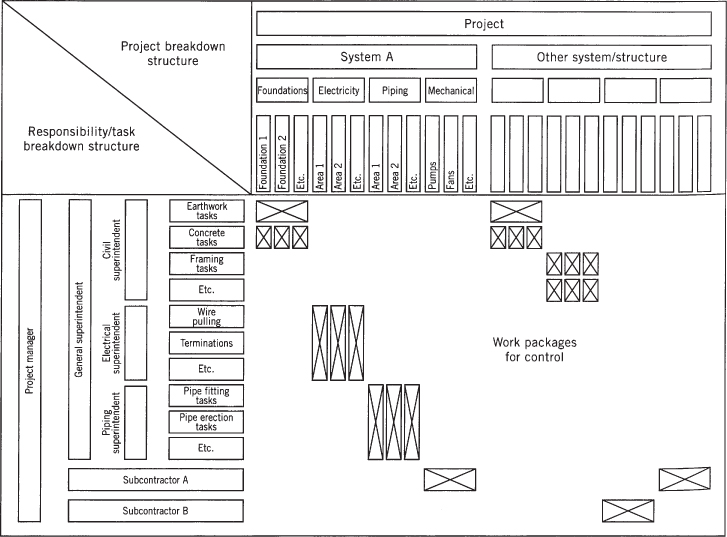 Project breakdown
structure
Responsibility/task
breakdown structure
Project
System A
Other system/structure
Foundations
Electricity
Piping
Mechanical
Foundation 1
Foundation 2
Etc.
Area 1
Area 2
Etc.
Area 1
Area 2
Etc.
Pumps
Fans
Etc.
Project manager
General superintendent
Civil
superintendent
Earthwork
tasks
Concrete
tasks
Framing
tasks
Etc.
Electrical
superintendent
Wire
pulling
Terminations
Etc.
Piping
superintendent
Pipe fitting
tasks
Pipe erection
tasks
Etc.
Subcontractor A
Subcontractor B
Work packages
for control